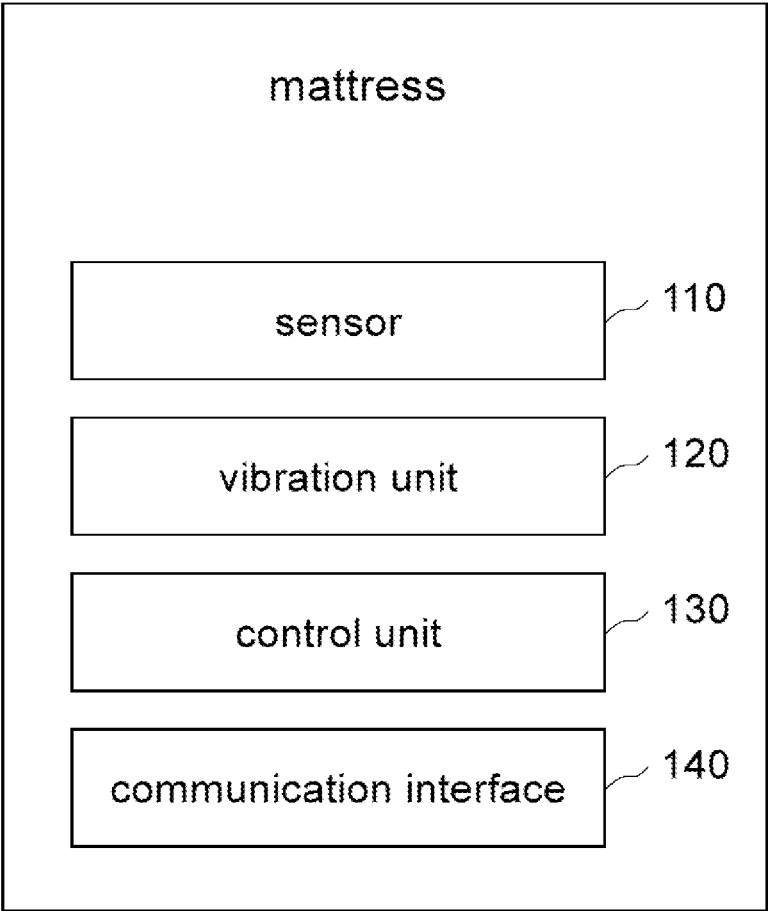 mattress
sensor 110
vibration unit 120
control unit 130
communication interface 140